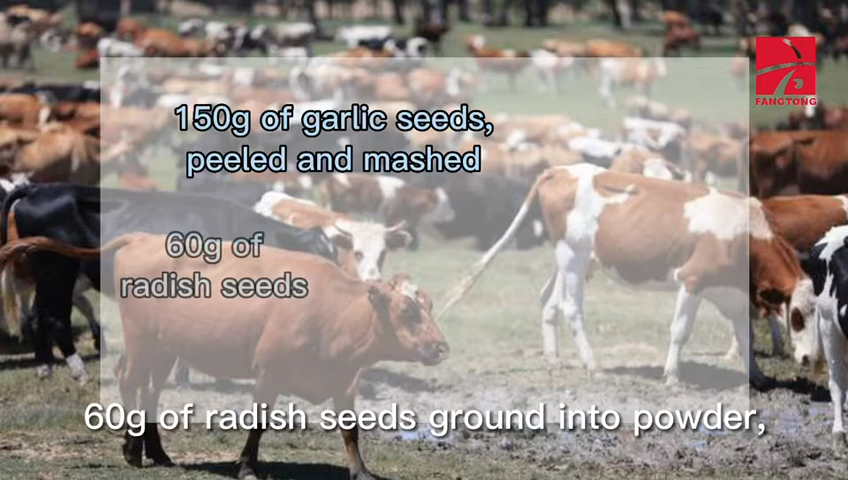 FANGTONG
150g of garlic seeds,
peeled and mashed
60g of
radish seeds
60g of radish seeds ground into powder,